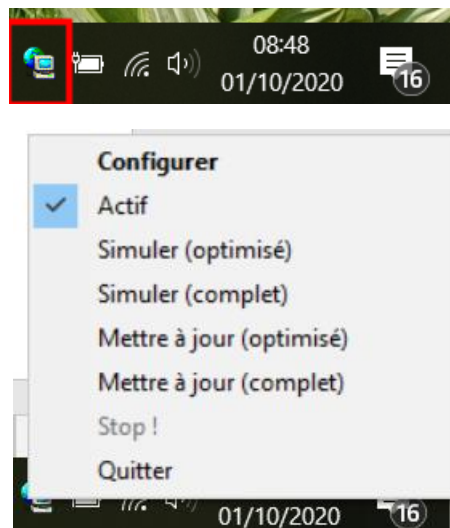 08:48
01/10/2020
16
Configurer
Actif
Simuler (optimisé)
Simuler (complet)
Mettre à jour (optimisé)
Mettre à jour (complet)
Stop !
Quitter
01/10/2020
16